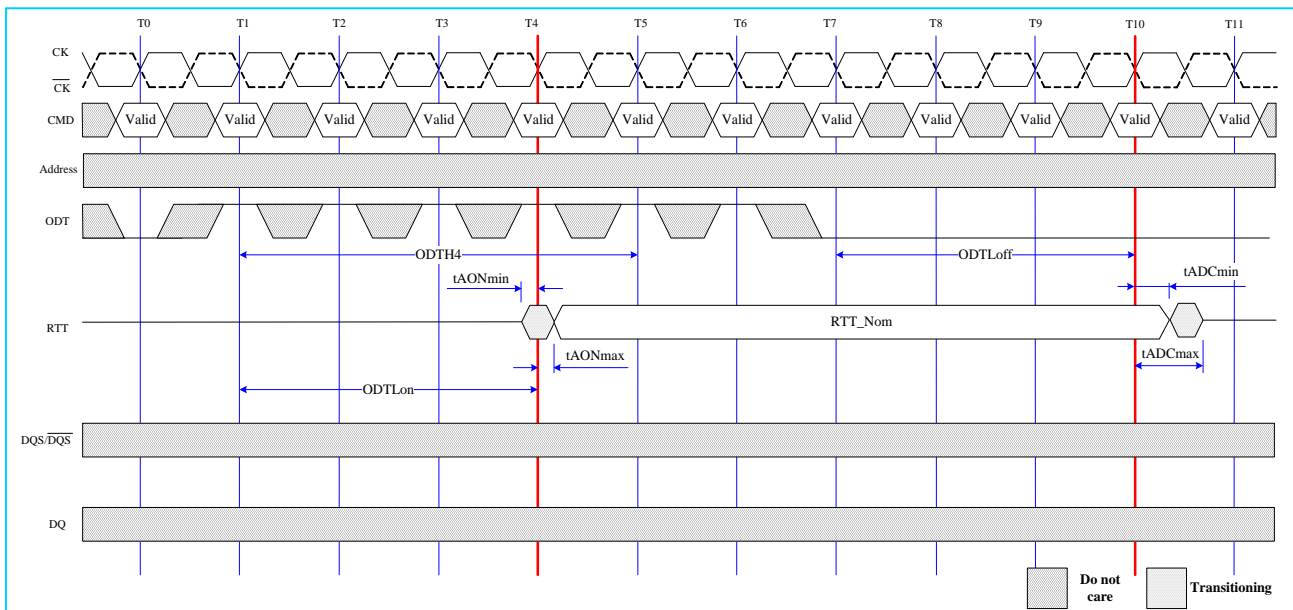 T0 T1 T2 T3 T4 T5 T6 T7 T8 T9 T10 T11
CK
CK
CMD Valid Valid Valid Valid Valid Valid Valid Valid Valid Valid Valid Valid
Address
ODT
ODTH4 ODTLoff
tAONmin tADCmin
RTT RTT_Nom
tAONmax tADCmax
ODTLon
DQS/DQS
DQ
Do not care
Transitioning